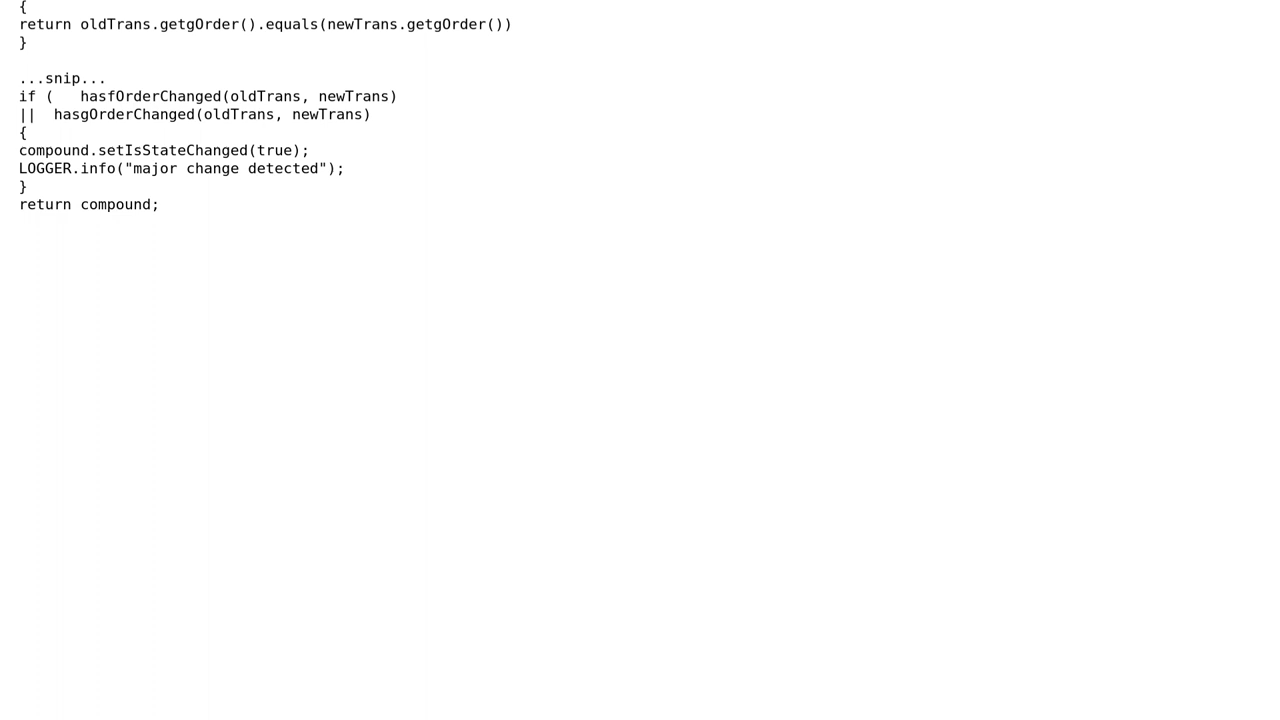 {
return oldTrans.getgOrder().equals(newTrans.getgOrder())
}

...snip...
if (   hasfOrderChanged(oldTrans, newTrans)
||  hasgOrderChanged(oldTrans, newTrans)
{
compound.setIsStateChanged(true);
LOGGER.info("major change detected");
}
return compound;